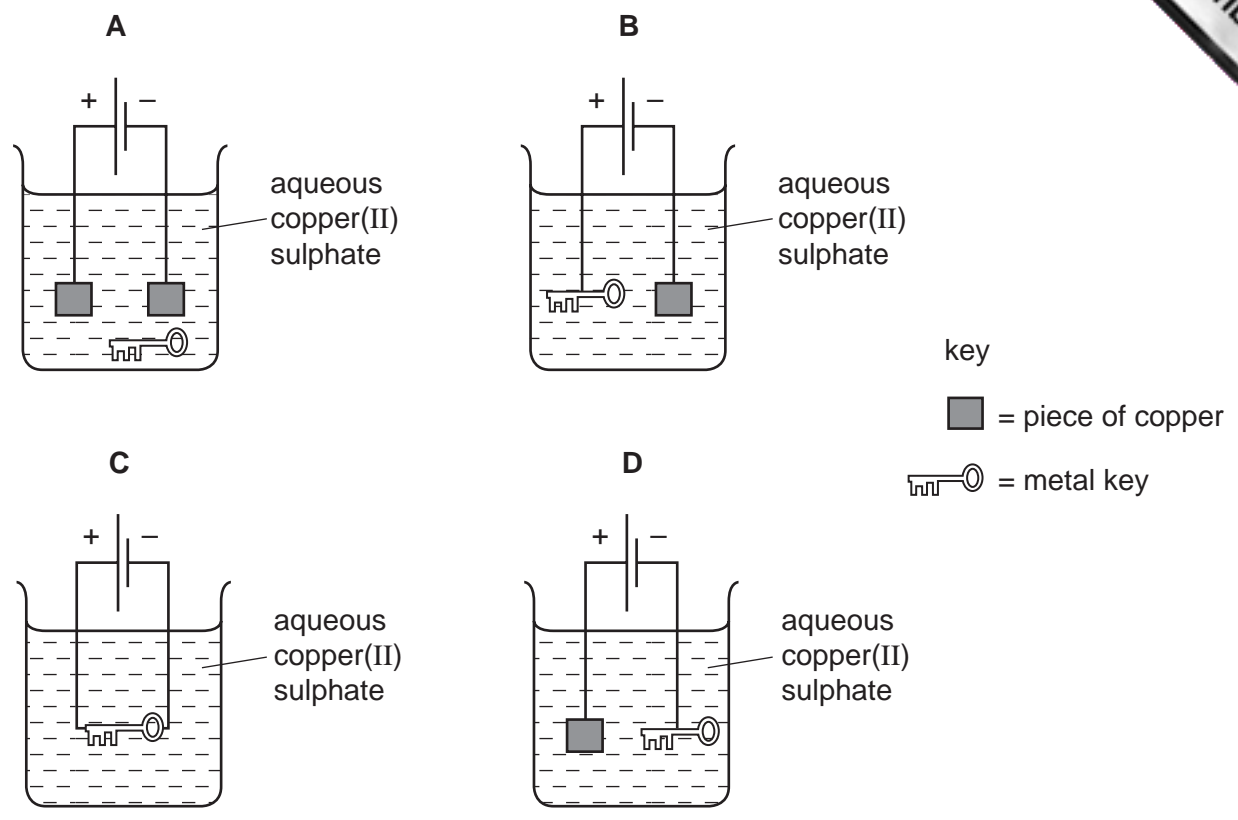 A
+ –
aqueous
copper(II)
sulphate
B
+ –
aqueous
copper(II)
sulphate
key
= piece of copper
= metal key
C
+ –
aqueous
copper(II)
sulphate
D
+ –
aqueous
copper(II)
sulphate